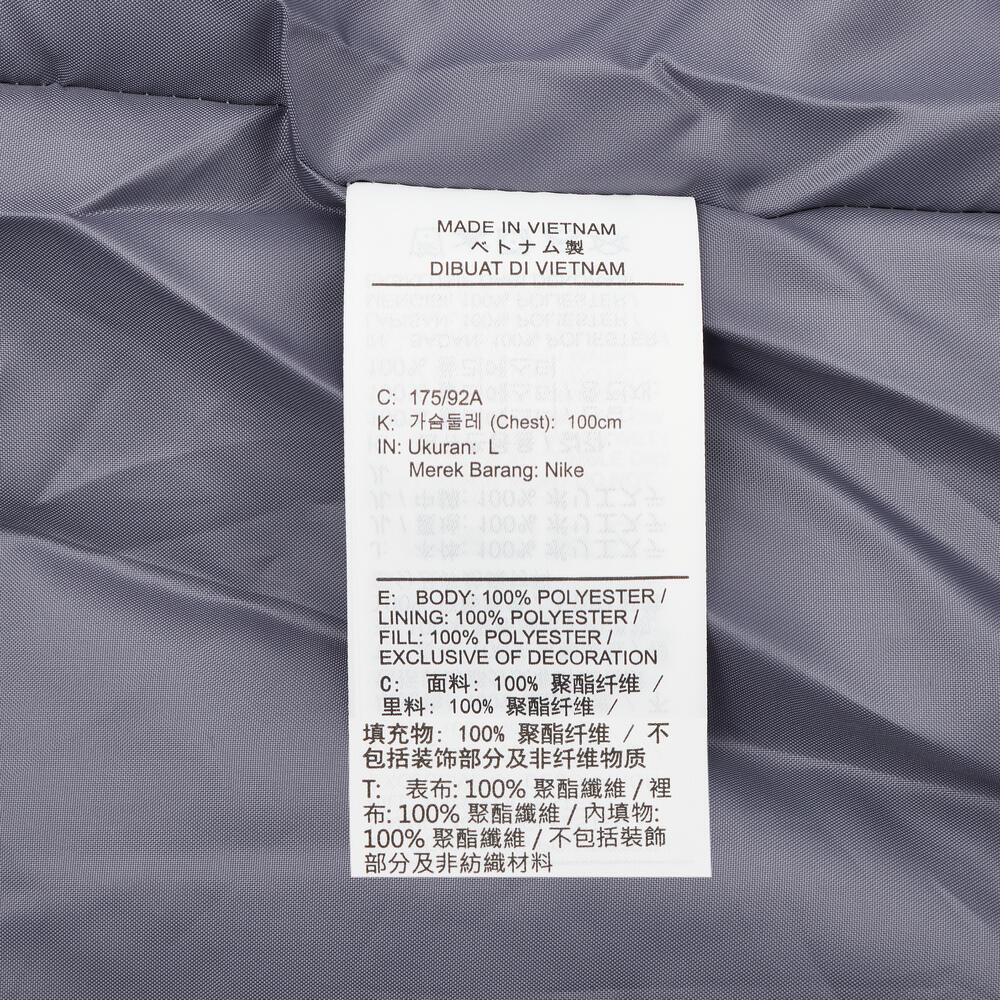 MADE IN VIETNAM
ベトナム製
DIBUAT DI VIETNAM
C: 175/92A
K: 가슴둘레 (Chest): 100cm
IN: Ukuran: L
Merek Barang: Nike
E: BODY: 100% POLYESTER /
LINING: 100% POLYESTER /
FILL: 100% POLYESTER /
EXCLUSIVE OF DECORATION
C: 面料: 100% 聚酯纤维 /
里料: 100% 聚酯纤维 /
填充物: 100% 聚酯纤维 / 不
包括装饰部分及非纤维物质
T: 表布: 100% 聚酯纖維 / 裡
布: 100% 聚酯纖維 / 內填物:
100% 聚酯纖維 / 不包括裝飾
部分及非紡織材料